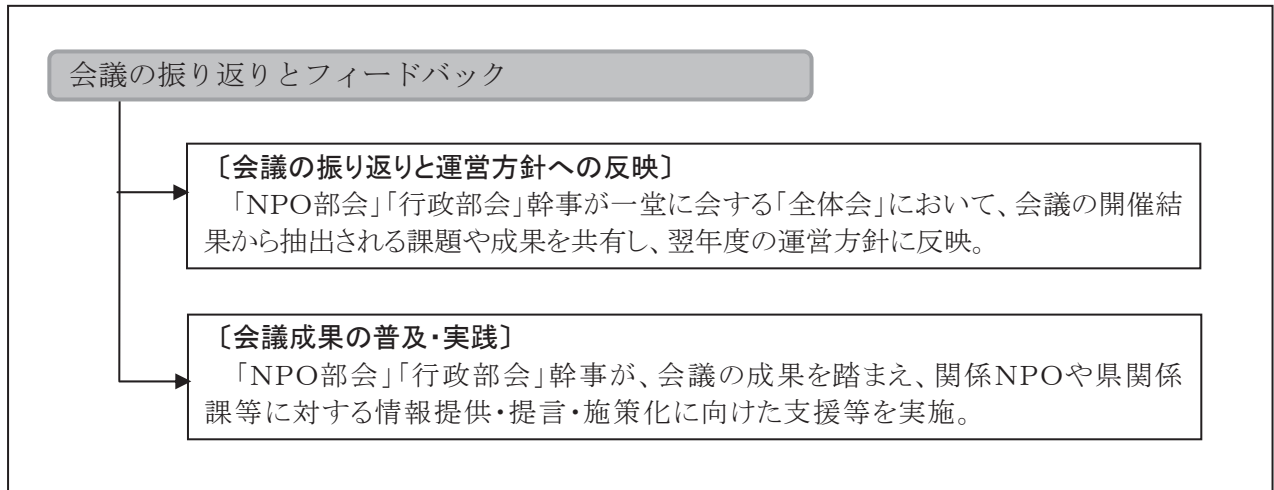 会議の振り返りとフィードバック
〔会議の振り返りと運営方針への反映〕
「NPO部会」「行政部会」幹事が一堂に会する「全体会」において、会議の開催結
果から抽出される課題や成果を共有し、翌年度の運営方針に反映。
〔会議成果の普及・実践〕
「NPO部会」「行政部会」幹事が、会議の成果を踏まえ、関係NPOや県関係
課等に対する情報提供・提言・施策化に向けた支援等を実施。